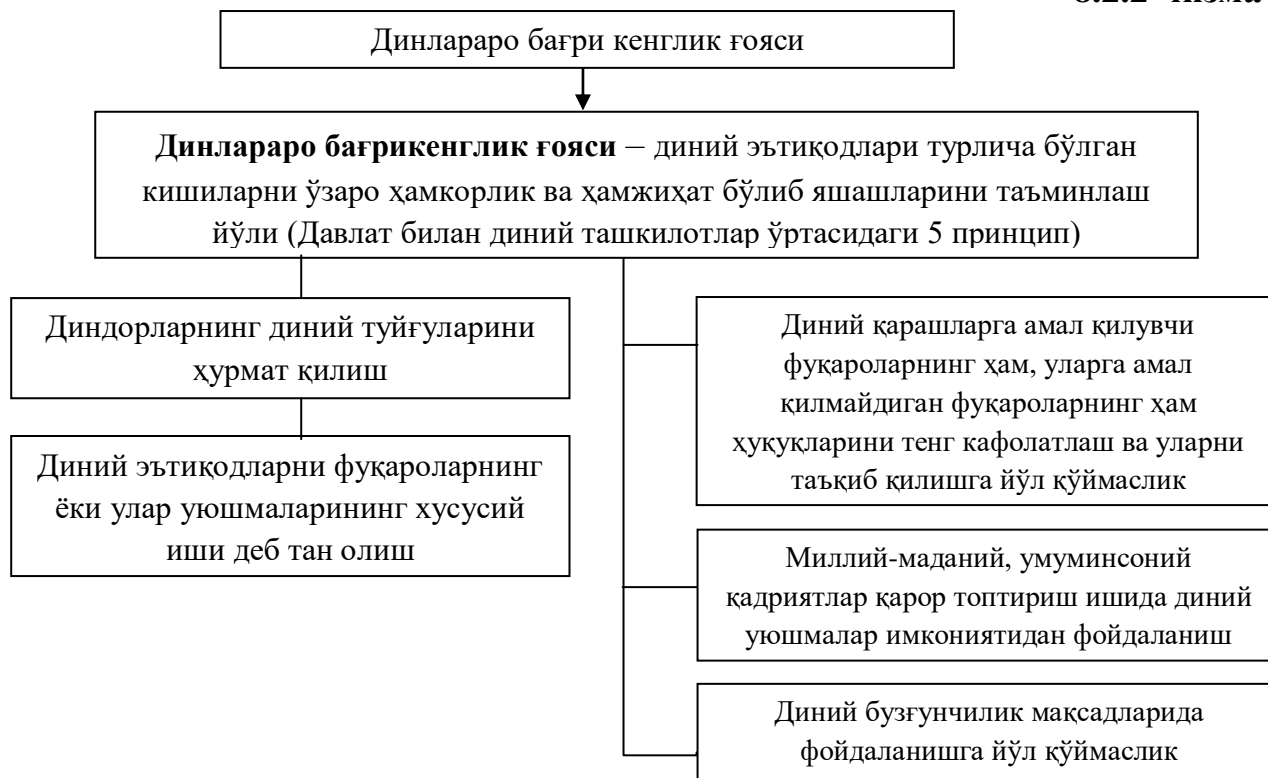 Динлараро бағри кенглик ғояси
Динлараро бағрикенглик ғояси – диний эътиқодлари турлича бўлган
кишиларни ўзаро ҳамкорлик ва ҳамжиҳат бўлиб яшашларини таъминлаш
йўли (Давлат билан диний ташкилотлар ўртасидаги 5 принцип)
Диндорларнинг диний туйғуларини
ҳурмат қилиш
Диний эътиқодларни фуқароларнинг
ёки улар уюшмаларининг хусусий
иши деб тан олиш
Диний қарашларга амал қилувчи
фуқароларнинг ҳам, уларга амал
қилмайдиган фуқароларнинг ҳам
ҳуқуқларини тенг кафолатлаш ва уларни
таъқиб қилишга йўл қўймаслик
Миллий-маданий, умуминсоний
қадриятлар қарор топтириш ишида диний
уюшмалар имкониятидан фойдаланиш
Диний бузғунчилик мақсадларида
фойдаланишга йўл қўймаслик